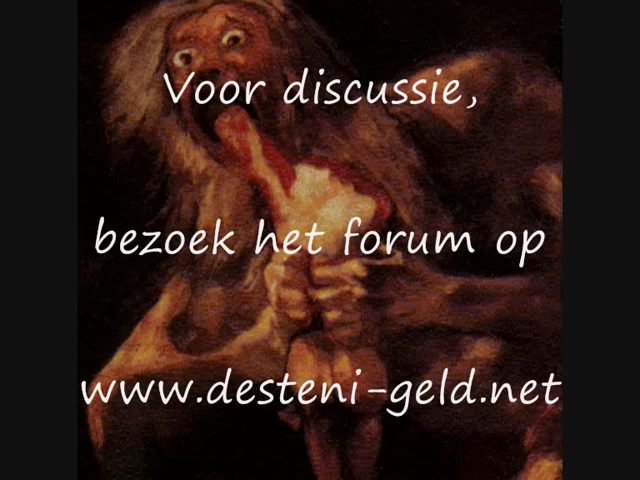 Voor discussie,
bezoek het forum op
www.desteni-geld.net